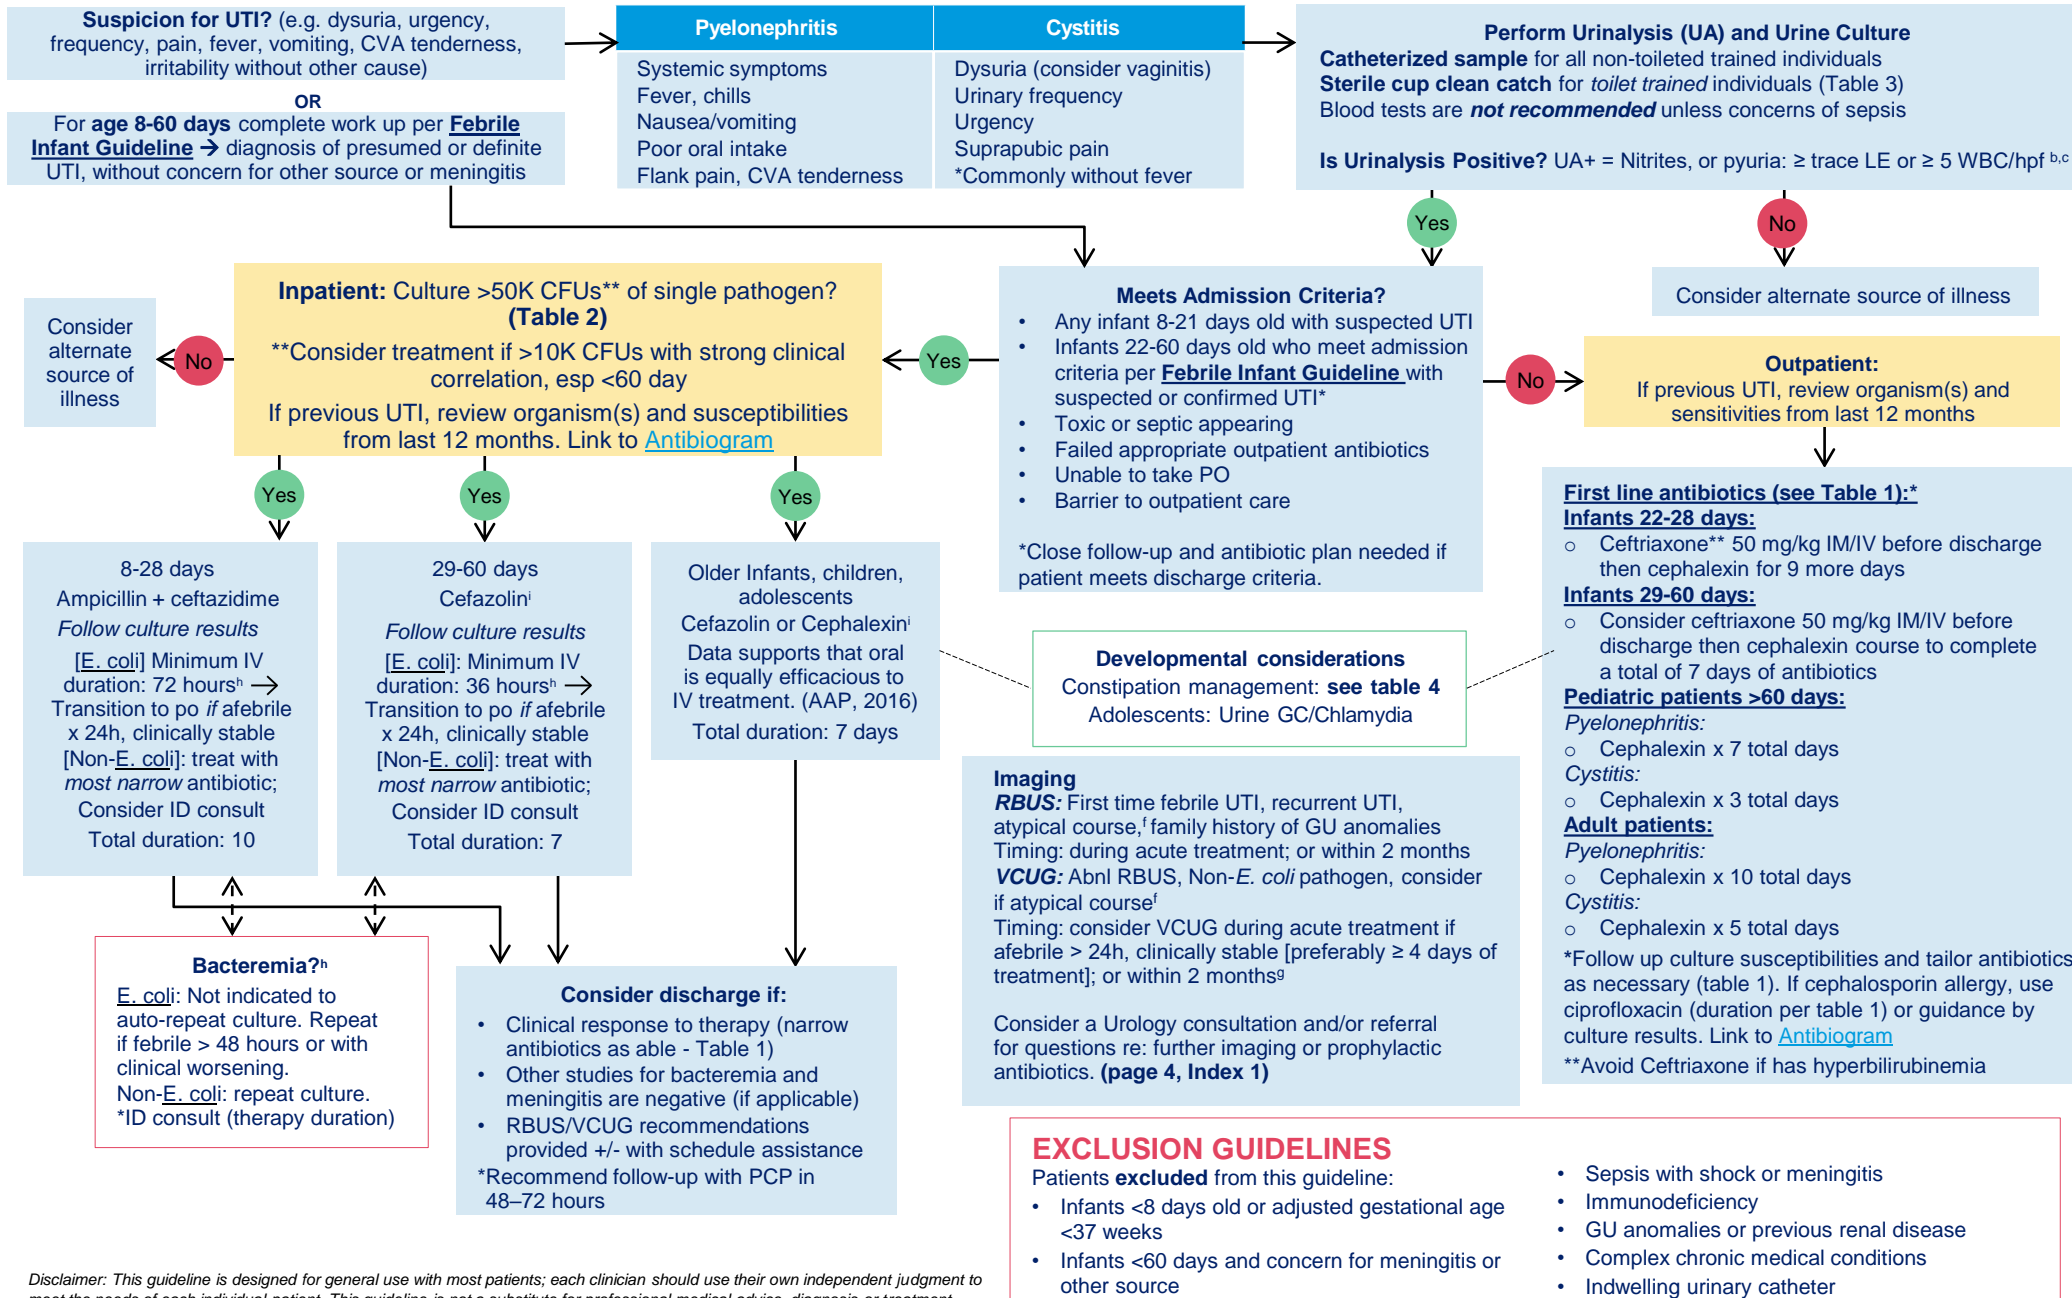 Suspicion for UTI? (e.g. dysuria, urgency,
frequency, pain, fever, vomiting, CVA tenderness,
irritability without other cause)
OR
For age 8-60 days complete work up per Febrile
Infant Guideline → diagnosis of presumed or definite
UTI, without concern for other source or meningitis
Pyelonephritis
Systemic symptoms
Fever, chills
Nausea/vomiting
Poor oral intake
Flank pain, CVA tenderness
Cystitis
Dysuria (consider vaginitis)
Urinary frequency
Urgency
Suprapubic pain
*Commonly without fever
Perform Urinalysis (UA) and Urine Culture
Catheterized sample for all non-toileted trained individuals
Sterile cup clean catch for toilet trained individuals (Table 3)
Blood tests are not recommended unless concerns of sepsis
Is Urinalysis Positive? UA+ = Nitrites, or pyuria: ≥ trace LE or ≥ 5 WBC/hpf b,c
Yes
No
Consider alternate source of illness
Meets Admission Criteria?
• Any infant 8-21 days old with suspected UTI
• Infants 22-60 days old who meet admission
criteria per Febrile Infant Guideline with
suspected or confirmed UTI*
• Toxic or septic appearing
• Failed appropriate outpatient antibiotics
• Unable to take PO
• Barrier to outpatient care
*Close follow-up and antibiotic plan needed if
patient meets discharge criteria.
Yes
No
Inpatient: Culture >50K CFUs** of single pathogen?
(Table 2)
**Consider treatment if >10K CFUs with strong clinical
correlation, esp <60 day
If previous UTI, review organism(s) and susceptibilities
from last 12 months. Link to Antibiogram
No
Consider
alternate
source of
illness
Yes
Yes
Yes
8-28 days
Ampicillin + ceftazidime
Follow culture results
[E. coli] Minimum IV
duration: 72 hoursh →
Transition to po if afebrile
x 24h, clinically stable
[Non-E. coli]: treat with
most narrow antibiotic;
Consider ID consult
Total duration: 10
29-60 days
Cefazolini
Follow culture results
[E. coli]: Minimum IV
duration: 36 hoursh →
Transition to po if afebrile
x 24h, clinically stable
[Non-E. coli]: treat with
most narrow antibiotic;
Consider ID consult
Total duration: 7
Older Infants, children,
adolescents
Cefazolin or Cephalexini
Data supports that oral
is equally efficacious to
IV treatment. (AAP, 2016)
Total duration: 7 days
Outpatient:
If previous UTI, review organism(s) and
sensitivities from last 12 months
First line antibiotics (see Table 1):*
Infants 22-28 days:
o Ceftriaxone** 50 mg/kg IM/IV before discharge
then cephalexin for 9 more days
Infants 29-60 days:
o Consider ceftriaxone 50 mg/kg IM/IV before
discharge then cephalexin course to complete
a total of 7 days of antibiotics
Pediatric patients >60 days:
Pyelonephritis:
o Cephalexin x 7 total days
Cystitis:
o Cephalexin x 3 total days
Adult patients:
Pyelonephritis:
o Cephalexin x 10 total days
Cystitis:
o Cephalexin x 5 total days
*Follow up culture susceptibilities and tailor antibiotics
as necessary (table 1). If cephalosporin allergy, use
ciprofloxacin (duration per table 1) or guidance by
culture results. Link to Antibiogram
**Avoid Ceftriaxone if has hyperbilirubinemia
Developmental considerations
Constipation management: see table 4
Adolescents: Urine GC/Chlamydia
Imaging
RBUS: First time febrile UTI, recurrent UTI,
atypical course,f family history of GU anomalies
Timing: during acute treatment; or within 2 months
VCUG: Abnl RBUS, Non-E. coli pathogen, consider
if atypical coursef
Timing: consider VCUG during acute treatment if
afebrile > 24h, clinically stable [preferably ≥ 4 days of
treatment]; or within 2 monthsg
Consider a Urology consultation and/or referral
for questions re: further imaging or prophylactic
antibiotics. (page 4, Index 1)
Bacteremia?h
E. coli: Not indicated to
auto-repeat culture. Repeat
if febrile > 48 hours or with
clinical worsening.
Non-E. coli: repeat culture.
*ID consult (therapy duration)
Consider discharge if:
• Clinical response to therapy (narrow
antibiotics as able - Table 1)
• Other studies for bacteremia and
meningitis are negative (if applicable)
• RBUS/VCUG recommendations
provided +/- with schedule assistance
*Recommend follow-up with PCP in
48–72 hours
EXCLUSION GUIDELINES
Patients excluded from this guideline:
• Infants <8 days old or adjusted gestational age
<37 weeks
• Infants <60 days and concern for meningitis or
other source
• Sepsis with shock or meningitis
• Immunodeficiency
• GU anomalies or previous renal disease
• Complex chronic medical conditions
• Indwelling urinary catheter
Disclaimer: This guideline is designed for general use with most patients; each clinician should use their own independent judgment to
meet the needs of each individual patient. This guideline is not a substitute for professional medical advice, diagnosis or treatment.